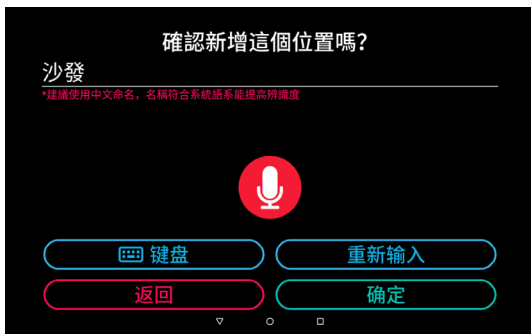 確認新增這個位置嗎？
沙發
*建議使用中文命名，名稱符合系統語系能提高辨識度
键盘
重新输入
返回
确定